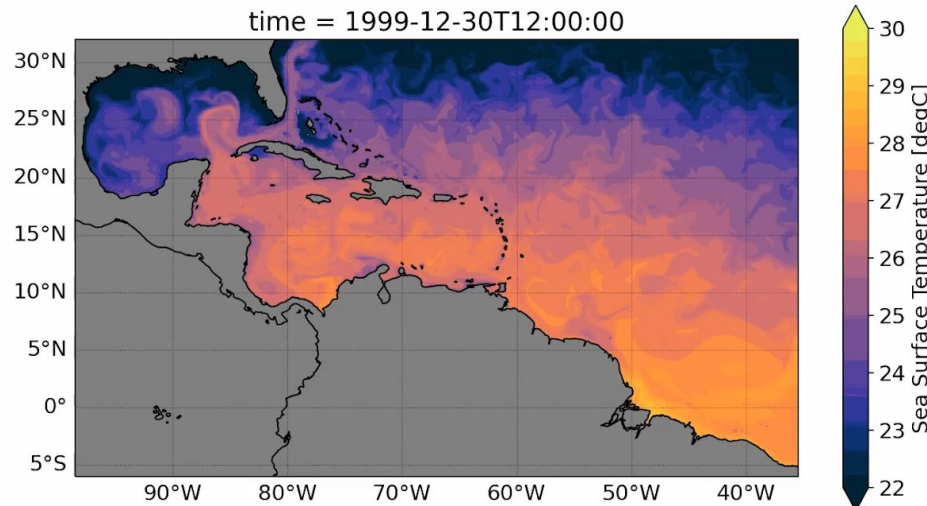 time = 1999-12-30T12:00:00
30°N
25°N
20°N
15°N
10°N
5°N
0°
5°S
90°W
80°W
70°W
60°W
50°W
40°W
30
29
28
27
26
25
24
23
22
Sea Surface Temperature [degC]